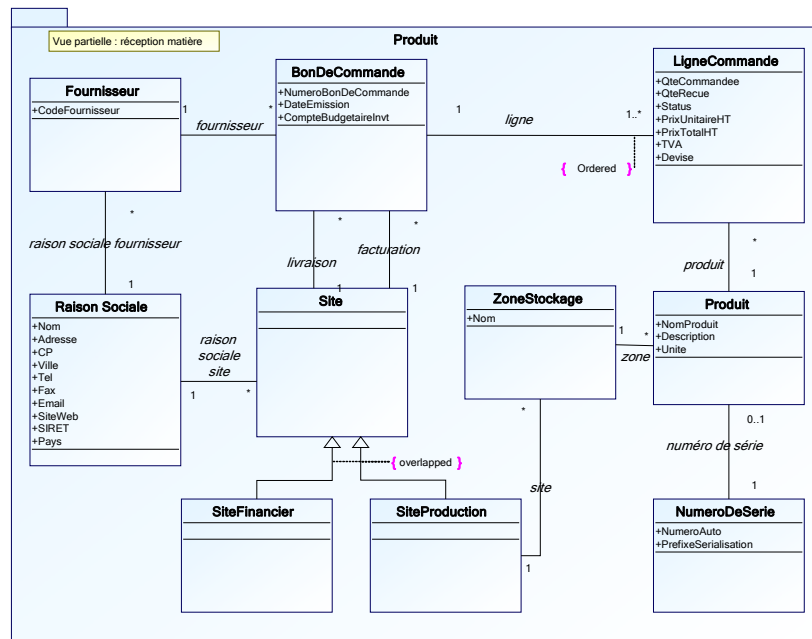 Vue partielle : réception matière
Produit
Fournisseur
+CodeFournisseur
1
fournisseur
*
BonDeCommande
+NumeroBonDeCommande
+DateEmission
+CompteBudgetaireInvt
1
ligne
1..*
{ Ordered }
LigneCommande
+QteCommandee
+QteRecue
+Status
+PrixUnitaireHT
+PrixTotalHT
+TVA
+Devise
*
raison sociale fournisseur
1
*
livraison
1
*
facturation
1
*
produit
1
Raison Sociale
+Nom
+Adresse
+CP
+Ville
+Tel
+Fax
+Email
+SiteWeb
+SIRET
+Pays
raison
sociale
site
1
*
Site
ZoneStockage
+Nom
1
*
zone
Produit
+NomProduit
+Description
+Unite
*
site
1
0..1
numéro de série
1
{ overlapped }
SiteFinancier
SiteProduction
NumeroDeSerie
+NumeroAuto
+PrefixeSerialisation